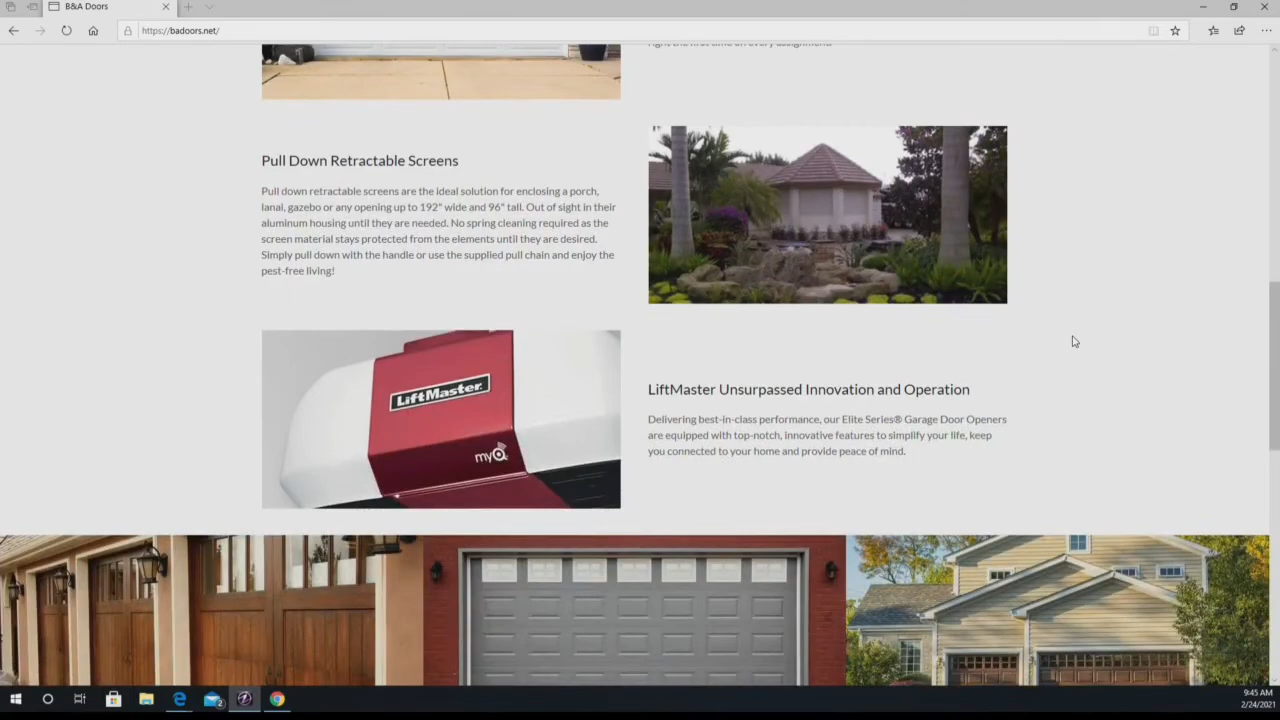 B&A Doors
https://badoors.net/
Pull Down Retractable Screens
Pull down retractable screens are the ideal solution for enclosing a porch,
lanai, gazebo or any opening up to 192" wide and 96" tall. Out of sight in their
aluminum housing until they are needed. No spring cleaning required as the
screen material stays protected from the elements until they are desired.
Simply pull down with the handle or use the supplied pull chain and enjoy the
pest-free living!
LiftMaster
myQ
LiftMaster Unsurpassed Innovation and Operation
Delivering best-in-class performance, our Elite Series® Garage Door Openers
are equipped with top-notch, innovative features to simplify your life, keep
you connected to your home and provide peace of mind.
2
9:45 AM
2/24/2021